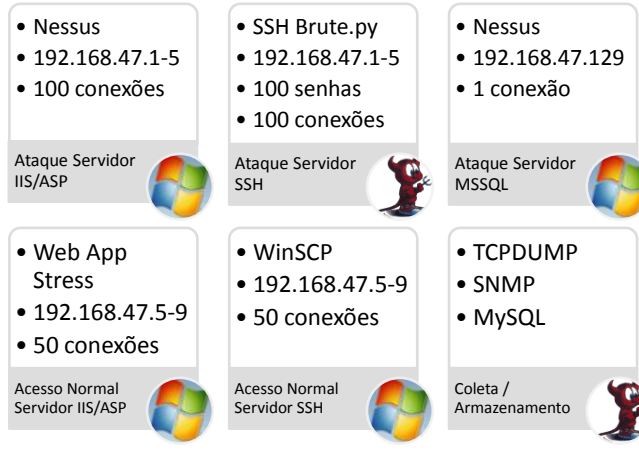 • Nessus
• 192.168.47.1-5
• 100 conexões
Ataque Servidor
IIS/ASP
• SSH Brute.py
• 192.168.47.1-5
• 100 senhas
• 100 conexões
Ataque Servidor
SSH
• Nessus
• 192.168.47.129
• 1 conexão
Ataque Servidor
MSSQL
• Web App
Stress
• 192.168.47.5-9
• 50 conexões
Acesso Normal
Servidor IIS/ASP
• WinSCP
• 192.168.47.5-9
• 50 conexões
Acesso Normal
Servidor SSH
• TCPDUMP
• SNMP
• MySQL
Coleta /
Armazenamento